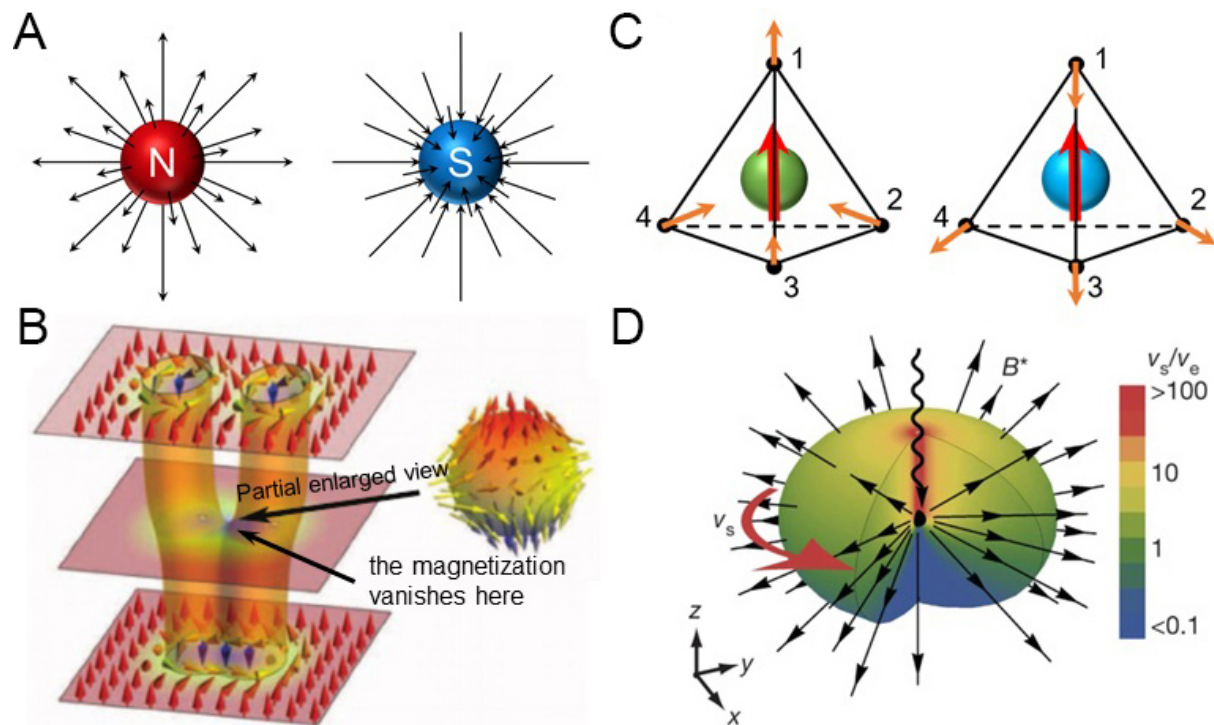 A
N
S
C
1
4
2
3
1
4
2
3
B
Partial enlarged view
the magnetization
vanishes here
D
B*
vₛ/vₑ
>100
10
1
<0.1
vₛ
z
y
x